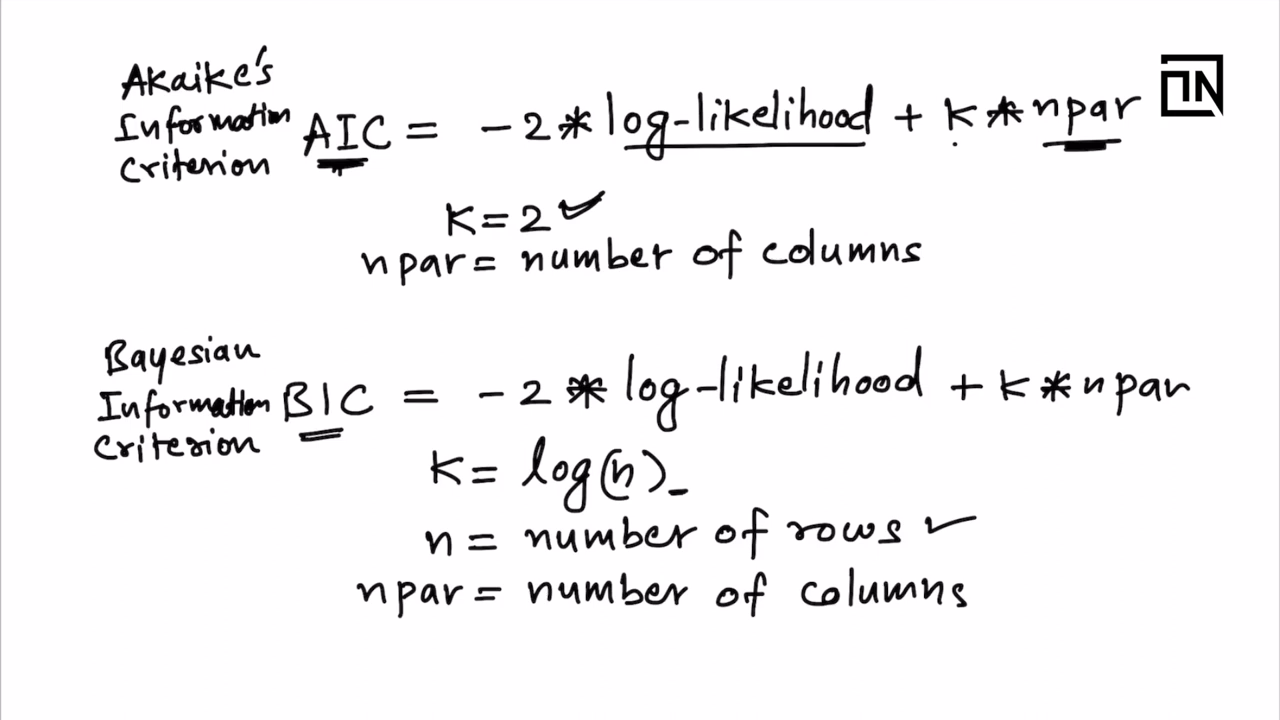 Akaike's
Information
Criterion
AIC = -2 * log-likelihood + k * npar
K = 2 ✓
npar = number of columns
Bayesian
Information
Criterion
BIC = -2 * log-likelihood + k * npar
K = log(n)
n = number of rows ✓
npar = number of columns